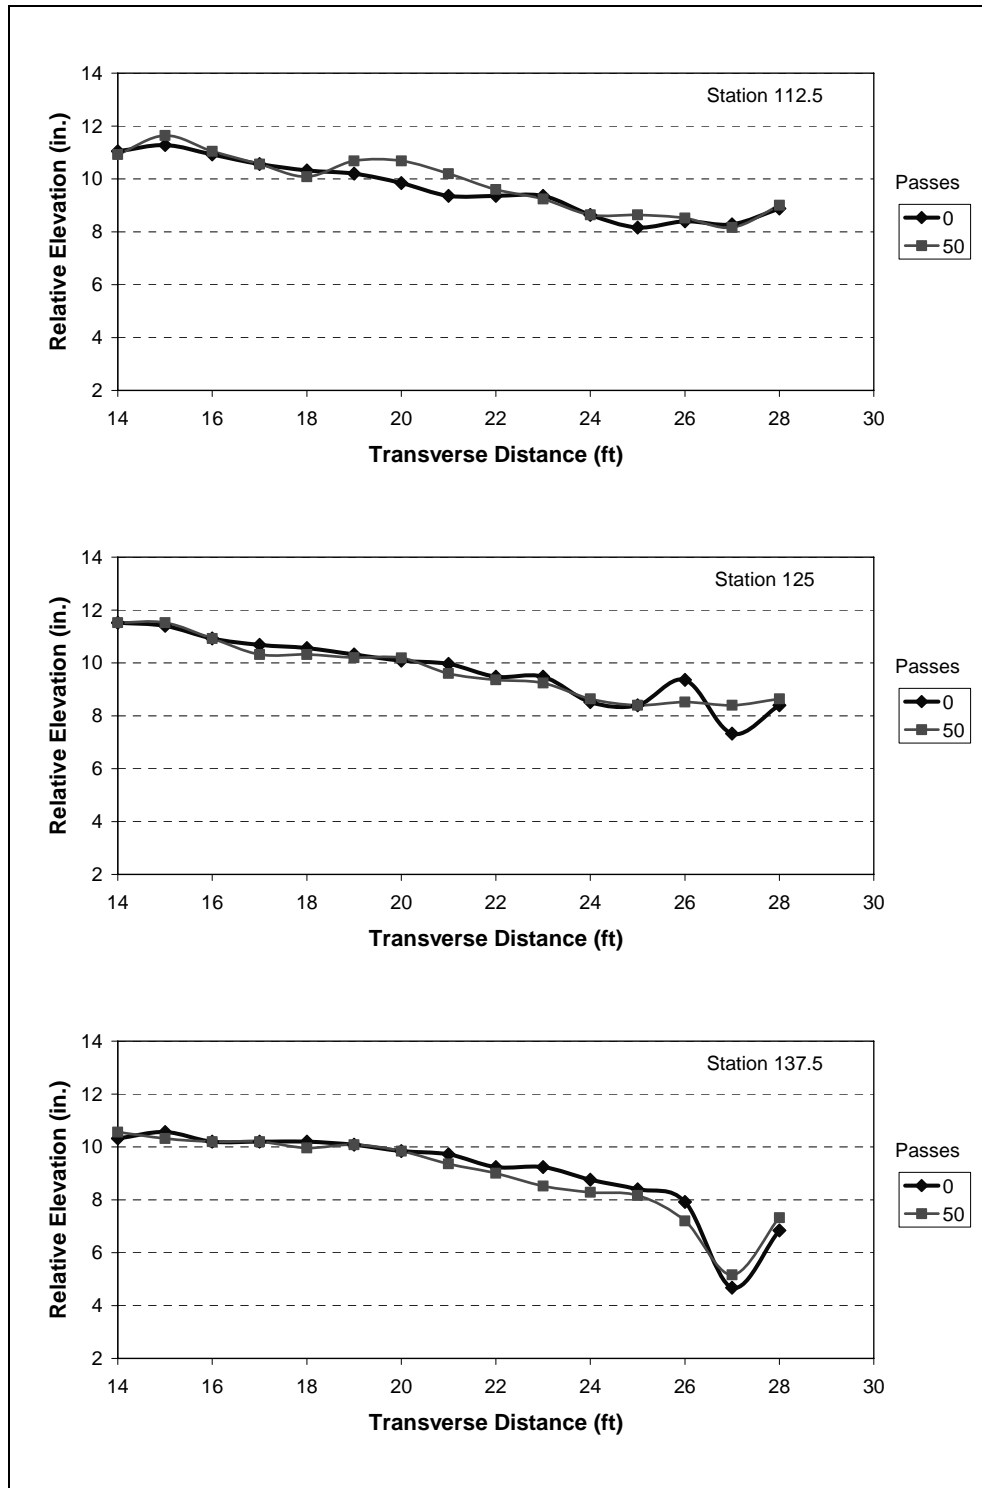 Station 112.5
Relative Elevation (in.)
14
12
10
8
6
4
2
14 16 18 20 22 24 26 28 30
Transverse Distance (ft)
Passes
0
50
Station 125
Relative Elevation (in.)
14
12
10
8
6
4
2
14 16 18 20 22 24 26 28 30
Transverse Distance (ft)
Passes
0
50
Station 137.5
Relative Elevation (in.)
14
12
10
8
6
4
2
14 16 18 20 22 24 26 28 30
Transverse Distance (ft)
Passes
0
50